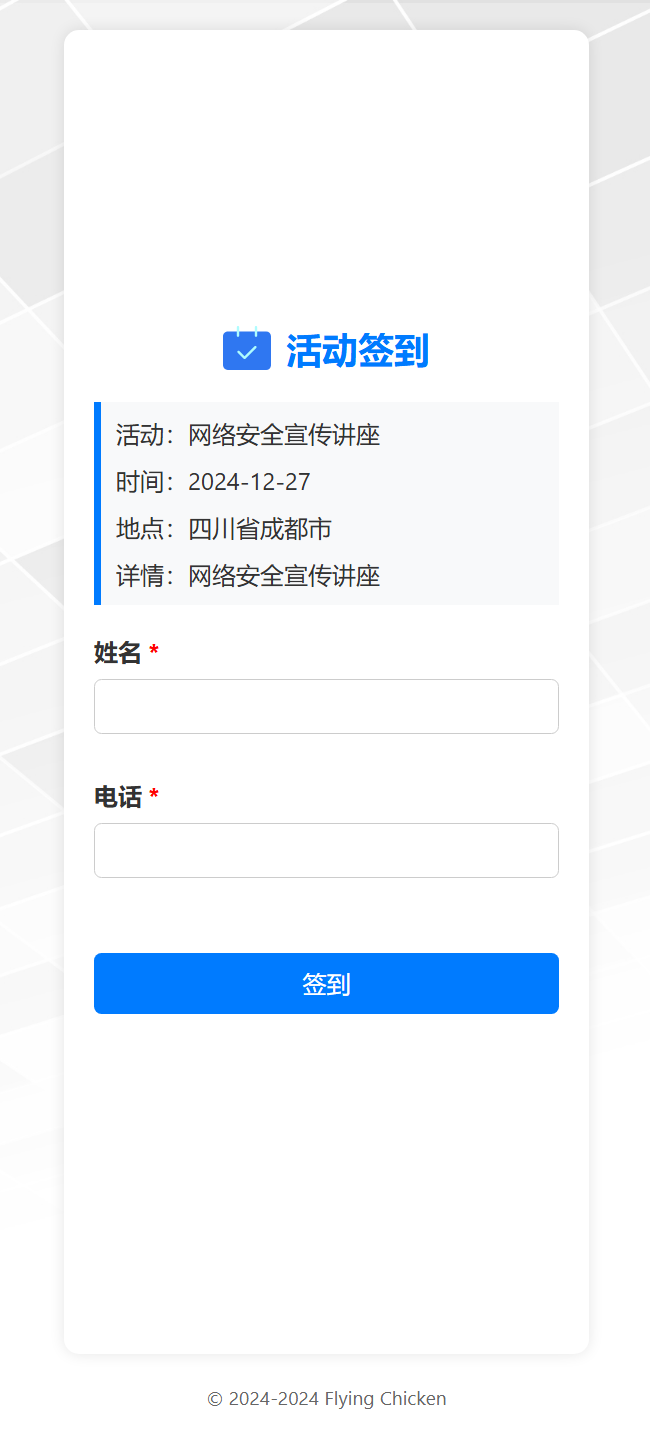 活动签到
活动：网络安全宣传讲座
时间：2024-12-27
地点：四川省成都市
详情：网络安全宣传讲座
姓名 *
电话 *
签到
© 2024-2024 Flying Chicken